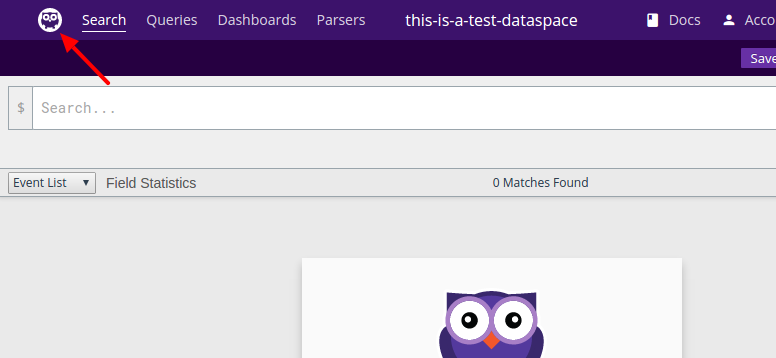 Search Queries Dashboards Parsers this-is-a-test-dataspace Docs Acco
Save
$ Search...
Event List Field Statistics 0 Matches Found